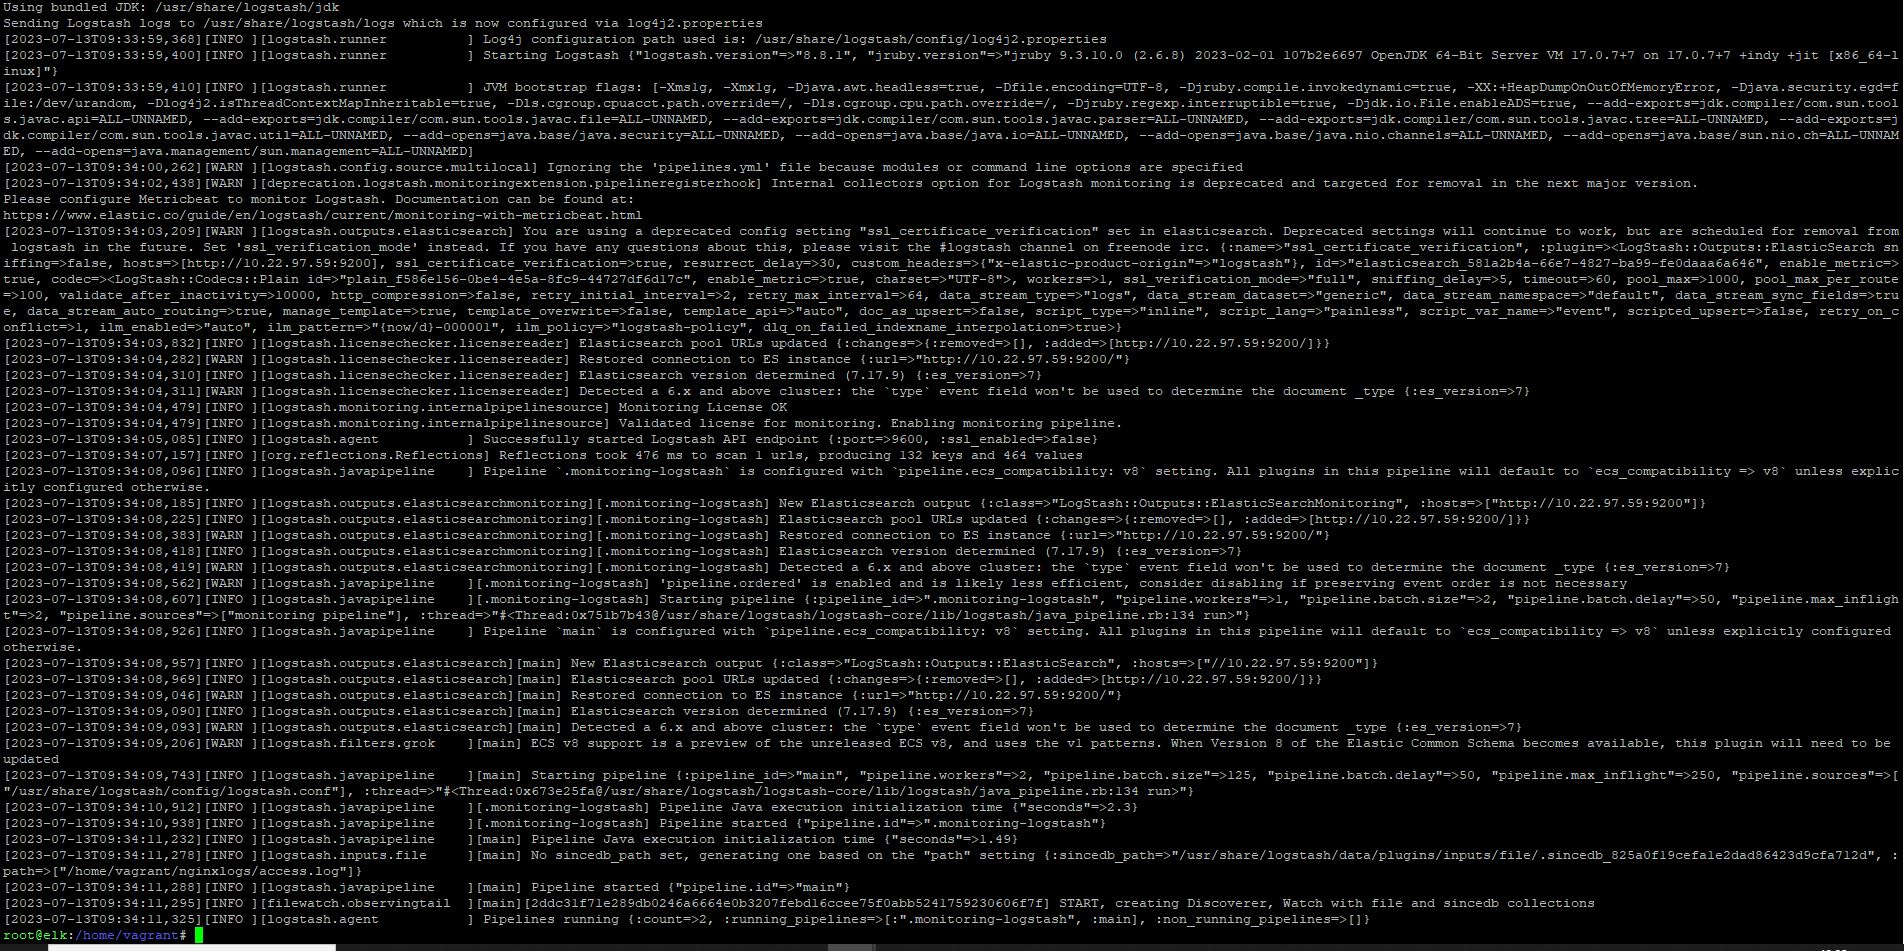 Using bundled JDK: /usr/share/logstash/jdk
Sending Logstash logs to /usr/share/logstash/logs which is now configured via log4j2.properties
[2023-07-13T09:33:59,368][INFO ][logstash.runner          ] Log4j configuration path used is: /usr/share/logstash/config/log4j2.properties
[2023-07-13T09:33:59,400][INFO ][logstash.runner          ] Starting Logstash {"logstash.version"=>"8.8.1", "jruby.version"=>"jruby 9.3.10.0 (2.6.8) 2023-02-01 107b2e6697 OpenJDK 64-Bit Server VM 17.0.7+7 on 17.0.7+7 +indy +jit [x86_64-l
inux]"}
[2023-07-13T09:33:59,410][INFO ][logstash.runner          ] JVM bootstrap flags: [-Xms1g, -Xmx1g, -Djava.awt.headless=true, -Dfile.encoding=UTF-8, -Djruby.compile.invokedynamic=true, -XX:+HeapDumpOnOutOfMemoryError, -Djava.security.egd=f
ile:/dev/urandom, -Dlog4j2.isThreadContextMapInheritable=true, -Dls.cgroup.cpuacct.path.override=/, -Dls.cgroup.cpu.path.override=/, -Djruby.regexp.interruptible=true, -Djdk.io.File.enableADS=true, --add-exports=jdk.compiler/com.sun.tool
s.javac.api=ALL-UNNAMED, --add-exports=jdk.compiler/com.sun.tools.javac.file=ALL-UNNAMED, --add-exports=jdk.compiler/com.sun.tools.javac.parser=ALL-UNNAMED, --add-exports=jdk.compiler/com.sun.tools.javac.tree=ALL-UNNAMED, --add-exports=j
dk.compiler/com.sun.tools.javac.util=ALL-UNNAMED, --add-opens=java.base/java.security=ALL-UNNAMED, --add-opens=java.base/java.io=ALL-UNNAMED, --add-opens=java.base/java.nio.channels=ALL-UNNAMED, --add-opens=java.base/sun.nio.ch=ALL-UNNAM
ED, --add-opens=java.management/sun.management=ALL-UNNAMED]
[2023-07-13T09:34:00,262][WARN ][logstash.config.source.multilocal] Ignoring the 'pipelines.yml' file because modules or command line options are specified
[2023-07-13T09:34:02,438][WARN ][deprecation.logstash.monitoringextension.pipelineregisterhook] Internal collectors option for Logstash monitoring is deprecated and targeted for removal in the next major version.
Please configure Metricbeat to monitor Logstash. Documentation can be found at:
https://www.elastic.co/guide/en/logstash/current/monitoring-with-metricbeat.html
[2023-07-13T09:34:03,209][WARN ][logstash.outputs.elasticsearch] You are using a deprecated config setting "ssl_certificate_verification" set in elasticsearch. Deprecated settings will continue to work, but are scheduled for removal from
 logstash in the future. Set 'ssl_verification_mode' instead. If you have any questions about this, please visit the #logstash channel on freenode irc. {:name=>"ssl_certificate_verification", :plugin=><LogStash::Outputs::ElasticSearch sn
iffing=>false, hosts=>[http://10.22.97.59:9200], ssl_certificate_verification=>true, resurrect_delay=>30, custom_headers=>{"x-elastic-product-origin"=>"logstash"}, id=>"elasticsearch_581a2b4a-66e7-4827-ba99-fe0daaa6a646", enable_metric=>
true, codec=><LogStash::Codecs::Plain id=>"plain_f586e156-0be4-4e5a-8fc9-44727df6d17c", enable_metric=>true, charset=>"UTF-8">, workers=>1, ssl_verification_mode=>"full", sniffing_delay=>5, timeout=>60, pool_max=>1000, pool_max_per_route
=>100, validate_after_inactivity=>10000, http_compression=>false, retry_initial_interval=>2, retry_max_interval=>64, data_stream_type=>"logs", data_stream_dataset=>"generic", data_stream_namespace=>"default", data_stream_sync_fields=>tru
e, data_stream_auto_routing=>true, manage_template=>true, template_overwrite=>false, template_api=>"auto", doc_as_upsert=>false, script_type=>"inline", script_lang=>"painless", script_var_name=>"event", scripted_upsert=>false, retry_on_c
onflict=>1, ilm_enabled=>"auto", ilm_pattern=>"{now/d}-000001", ilm_policy=>"logstash-policy", dlq_on_failed_indexname_interpolation=>true>}
[2023-07-13T09:34:03,832][INFO ][logstash.licensechecker.licensereader] Elasticsearch pool URLs updated {:changes=>{:removed=>[], :added=>[http://10.22.97.59:9200/]}}
[2023-07-13T09:34:04,282][WARN ][logstash.licensechecker.licensereader] Restored connection to ES instance {:url=>"http://10.22.97.59:9200/"}
[2023-07-13T09:34:04,310][INFO ][logstash.licensechecker.licensereader] Elasticsearch version determined (7.17.9) {:es_version=>7}
[2023-07-13T09:34:04,311][WARN ][logstash.licensechecker.licensereader] Detected a 6.x and above cluster: the `type` event field won't be used to determine the document _type {:es_version=>7}
[2023-07-13T09:34:04,479][INFO ][logstash.monitoring.internalpipelinesource] Monitoring License OK
[2023-07-13T09:34:04,479][INFO ][logstash.monitoring.internalpipelinesource] Validated license for monitoring. Enabling monitoring pipeline.
[2023-07-13T09:34:05,085][INFO ][logstash.agent           ] Successfully started Logstash API endpoint {:port=>9600, :ssl_enabled=>false}
[2023-07-13T09:34:07,157][INFO ][org.reflections.Reflections] Reflections took 476 ms to scan 1 urls, producing 132 keys and 464 values
[2023-07-13T09:34:08,096][INFO ][logstash.javapipeline    ] Pipeline `.monitoring-logstash` is configured with `pipeline.ecs_compatibility: v8` setting. All plugins in this pipeline will default to `ecs_compatibility => v8` unless explic
itly configured otherwise.
[2023-07-13T09:34:08,185][INFO ][logstash.outputs.elasticsearchmonitoring][.monitoring-logstash] New Elasticsearch output {:class=>"LogStash::Outputs::ElasticSearchMonitoring", :hosts=>["http://10.22.97.59:9200"]}
[2023-07-13T09:34:08,225][INFO ][logstash.outputs.elasticsearchmonitoring][.monitoring-logstash] Elasticsearch pool URLs updated {:changes=>{:removed=>[], :added=>[http://10.22.97.59:9200/]}}
[2023-07-13T09:34:08,383][WARN ][logstash.outputs.elasticsearchmonitoring][.monitoring-logstash] Restored connection to ES instance {:url=>"http://10.22.97.59:9200/"}
[2023-07-13T09:34:08,418][INFO ][logstash.outputs.elasticsearchmonitoring][.monitoring-logstash] Elasticsearch version determined (7.17.9) {:es_version=>7}
[2023-07-13T09:34:08,419][WARN ][logstash.outputs.elasticsearchmonitoring][.monitoring-logstash] Detected a 6.x and above cluster: the `type` event field won't be used to determine the document _type {:es_version=>7}
[2023-07-13T09:34:08,562][WARN ][logstash.javapipeline    ][.monitoring-logstash] 'pipeline.ordered' is enabled and is likely less efficient, consider disabling if preserving event order is not necessary
[2023-07-13T09:34:08,607][INFO ][logstash.javapipeline    ][.monitoring-logstash] Starting pipeline {:pipeline_id=>".monitoring-logstash", "pipeline.workers"=>1, "pipeline.batch.size"=>2, "pipeline.batch.delay"=>50, "pipeline.max_infligh
t"=>2, "pipeline.sources"=>["monitoring pipeline"], :thread=>"#<Thread:0x751b7b43@/usr/share/logstash/logstash-core/lib/logstash/java_pipeline.rb:134 run>"}
[2023-07-13T09:34:08,926][INFO ][logstash.javapipeline    ] Pipeline `main` is configured with `pipeline.ecs_compatibility: v8` setting. All plugins in this pipeline will default to `ecs_compatibility => v8` unless explicitly configured
otherwise.
[2023-07-13T09:34:08,957][INFO ][logstash.outputs.elasticsearch][main] New Elasticsearch output {:class=>"LogStash::Outputs::ElasticSearch", :hosts=>["//10.22.97.59:9200"]}
[2023-07-13T09:34:08,969][INFO ][logstash.outputs.elasticsearch][main] Elasticsearch pool URLs updated {:changes=>{:removed=>[], :added=>[http://10.22.97.59:9200/]}}
[2023-07-13T09:34:09,046][WARN ][logstash.outputs.elasticsearch][main] Restored connection to ES instance {:url=>"http://10.22.97.59:9200/"}
[2023-07-13T09:34:09,090][INFO ][logstash.outputs.elasticsearch][main] Elasticsearch version determined (7.17.9) {:es_version=>7}
[2023-07-13T09:34:09,093][WARN ][logstash.outputs.elasticsearch][main] Detected a 6.x and above cluster: the `type` event field won't be used to determine the document _type {:es_version=>7}
[2023-07-13T09:34:09,206][WARN ][logstash.filters.grok    ][main] ECS v8 support is a preview of the unreleased ECS v8, and uses the v1 patterns. When Version 8 of the Elastic Common Schema becomes available, this plugin will need to be
updated
[2023-07-13T09:34:09,743][INFO ][logstash.javapipeline    ][main] Starting pipeline {:pipeline_id=>"main", "pipeline.workers"=>2, "pipeline.batch.size"=>125, "pipeline.batch.delay"=>50, "pipeline.max_inflight"=>250, "pipeline.sources"=>[
"/usr/share/logstash/config/logstash.conf"], :thread=>"#<Thread:0x673e25fa@/usr/share/logstash/logstash-core/lib/logstash/java_pipeline.rb:134 run>"}
[2023-07-13T09:34:10,912][INFO ][logstash.javapipeline    ][.monitoring-logstash] Pipeline Java execution initialization time {"seconds"=>2.3}
[2023-07-13T09:34:10,938][INFO ][logstash.javapipeline    ][.monitoring-logstash] Pipeline started {"pipeline.id"=>".monitoring-logstash"}
[2023-07-13T09:34:11,232][INFO ][logstash.javapipeline    ][main] Pipeline Java execution initialization time {"seconds"=>1.49}
[2023-07-13T09:34:11,278][INFO ][logstash.inputs.file     ][main] No sincedb_path set, generating one based on the "path" setting {:sincedb_path=>"/usr/share/logstash/data/plugins/inputs/file/.sincedb_825a0f19cefa1e2dad86423d9cfa712d", :
path=>["/home/vagrant/nginxlogs/access.log"]}
[2023-07-13T09:34:11,288][INFO ][logstash.javapipeline    ][main] Pipeline started {"pipeline.id"=>"main"}
[2023-07-13T09:34:11,295][INFO ][filewatch.observingtail  ][main][2ddc31f71e289db0246a6664e0b3207febd16ccee75f0abb5241759230606f7f] START, creating Discoverer, Watch with file and sincedb collections
[2023-07-13T09:34:11,325][INFO ][logstash.agent           ] Pipelines running {:count=>2, :running_pipelines=>[:".monitoring-logstash", :main], :non_running_pipelines=>[]}
root@elk:/home/vagrant#